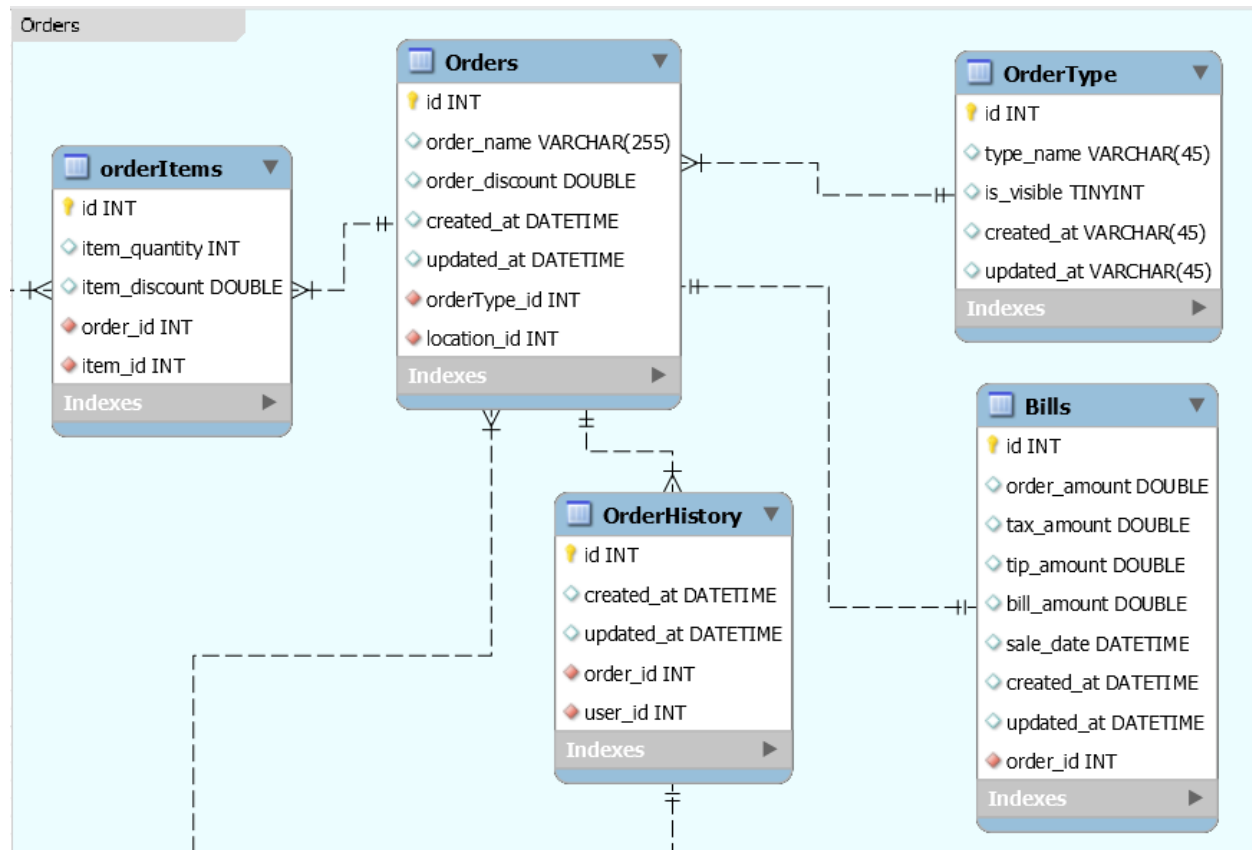 Orders
Orders
id INT
order_name VARCHAR(255)
order_discount DOUBLE
created_at DATETIME
updated_at DATETIME
orderType_id INT
location_id INT
Indexes
OrderType
id INT
type_name VARCHAR(45)
is_visible TINYINT
created_at VARCHAR(45)
updated_at VARCHAR(45)
Indexes
orderItems
id INT
item_quantity INT
item_discount DOUBLE
order_id INT
item_id INT
Indexes
OrderHistory
id INT
created_at DATETIME
updated_at DATETIME
order_id INT
user_id INT
Indexes
Bills
id INT
order_amount DOUBLE
tax_amount DOUBLE
tip_amount DOUBLE
bill_amount DOUBLE
sale_date DATETIME
created_at DATETIME
updated_at DATETIME
order_id INT
Indexes